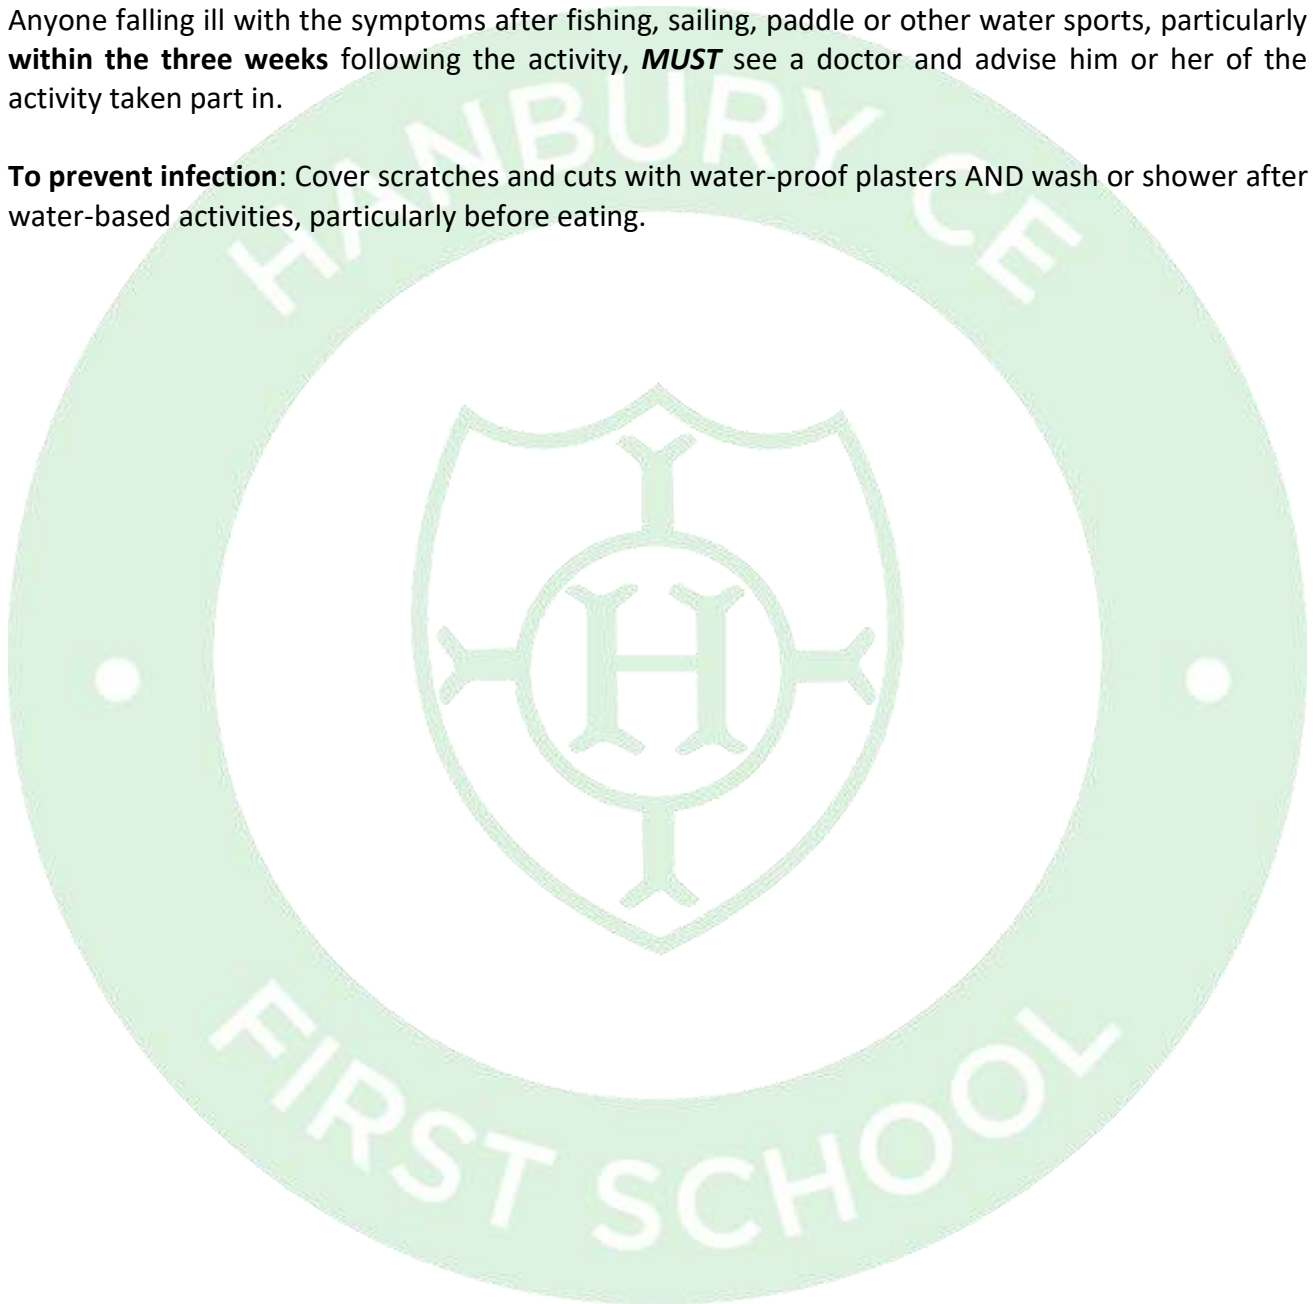 Anyone falling ill with the symptoms after fishing, sailing, paddle or other water sports, particularly
within the three weeks following the activity, MUST see a doctor and advise him or her of the
activity taken part in.
To prevent infection: Cover scratches and cuts with water-proof plasters AND wash or shower after
water-based activities, particularly before eating.
HANBURY CE
H
FIRST SCHOOL